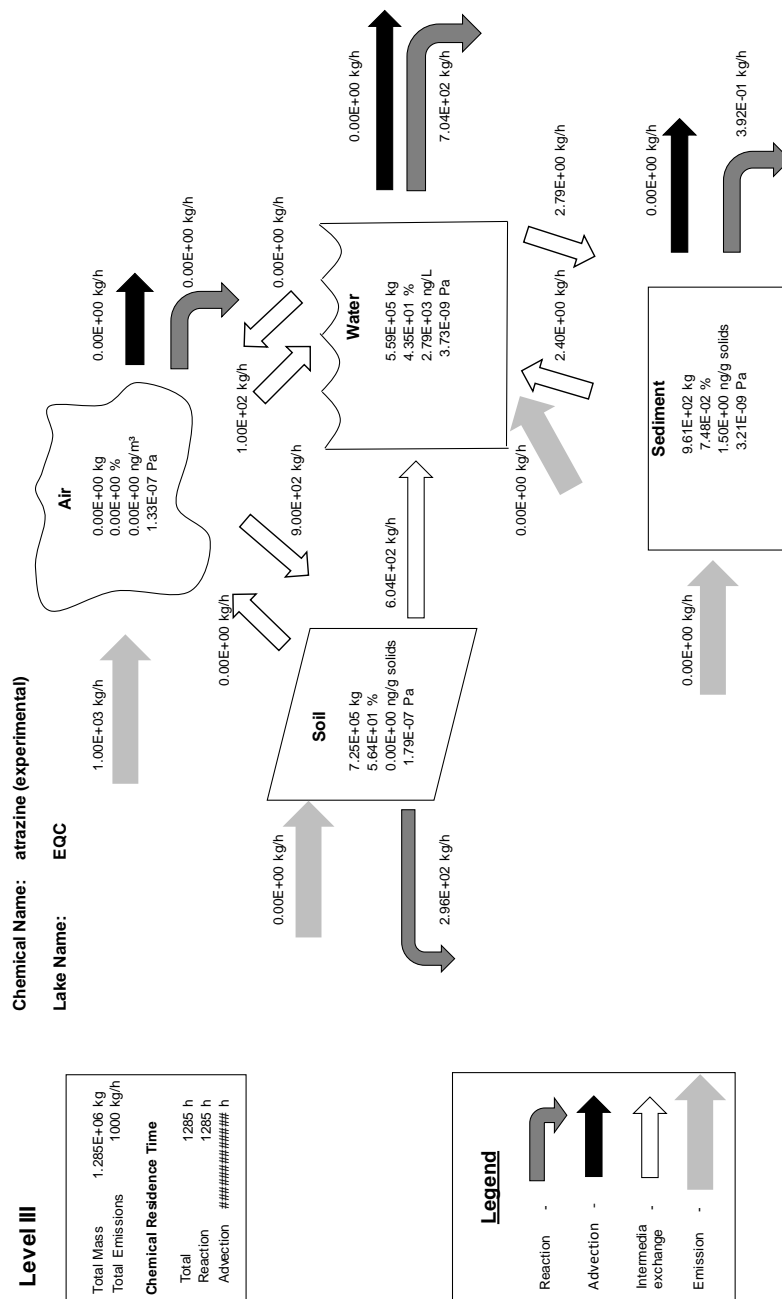 Level III
Chemical Name: atrazine (experimental)
Lake Name: EQC
Total Mass 1.285E+06 kg
Total Emissions 1000 kg/h
Chemical Residence Time
Total 1285 h
Reaction 1285 h
Advection ############# h
Legend
Reaction -
Advection -
Intermedia exchange -
Emission -
1.00E+03 kg/h
Air
0.00E+00 kg
0.00E+00 %
0.00E+00 ng/m³
1.33E-07 Pa
0.00E+00 kg/h
0.00E+00 kg/h
0.00E+00 kg/h
9.00E+02 kg/h
1.00E+02 kg/h
0.00E+00 kg/h
0.00E+00 kg/h
Soil
7.25E+05 kg
5.64E+01 %
0.00E+00 ng/g solids
1.79E-07 Pa
2.96E+02 kg/h
6.04E+02 kg/h
Water
5.59E+05 kg
4.35E+01 %
2.79E+03 ng/L
3.73E-09 Pa
0.00E+00 kg/h
7.04E+02 kg/h
0.00E+00 kg/h
2.40E+00 kg/h
2.79E+00 kg/h
0.00E+00 kg/h
Sediment
9.61E+02 kg
7.48E-02 %
1.50E+00 ng/g solids
3.21E-09 Pa
0.00E+00 kg/h
3.92E-01 kg/h